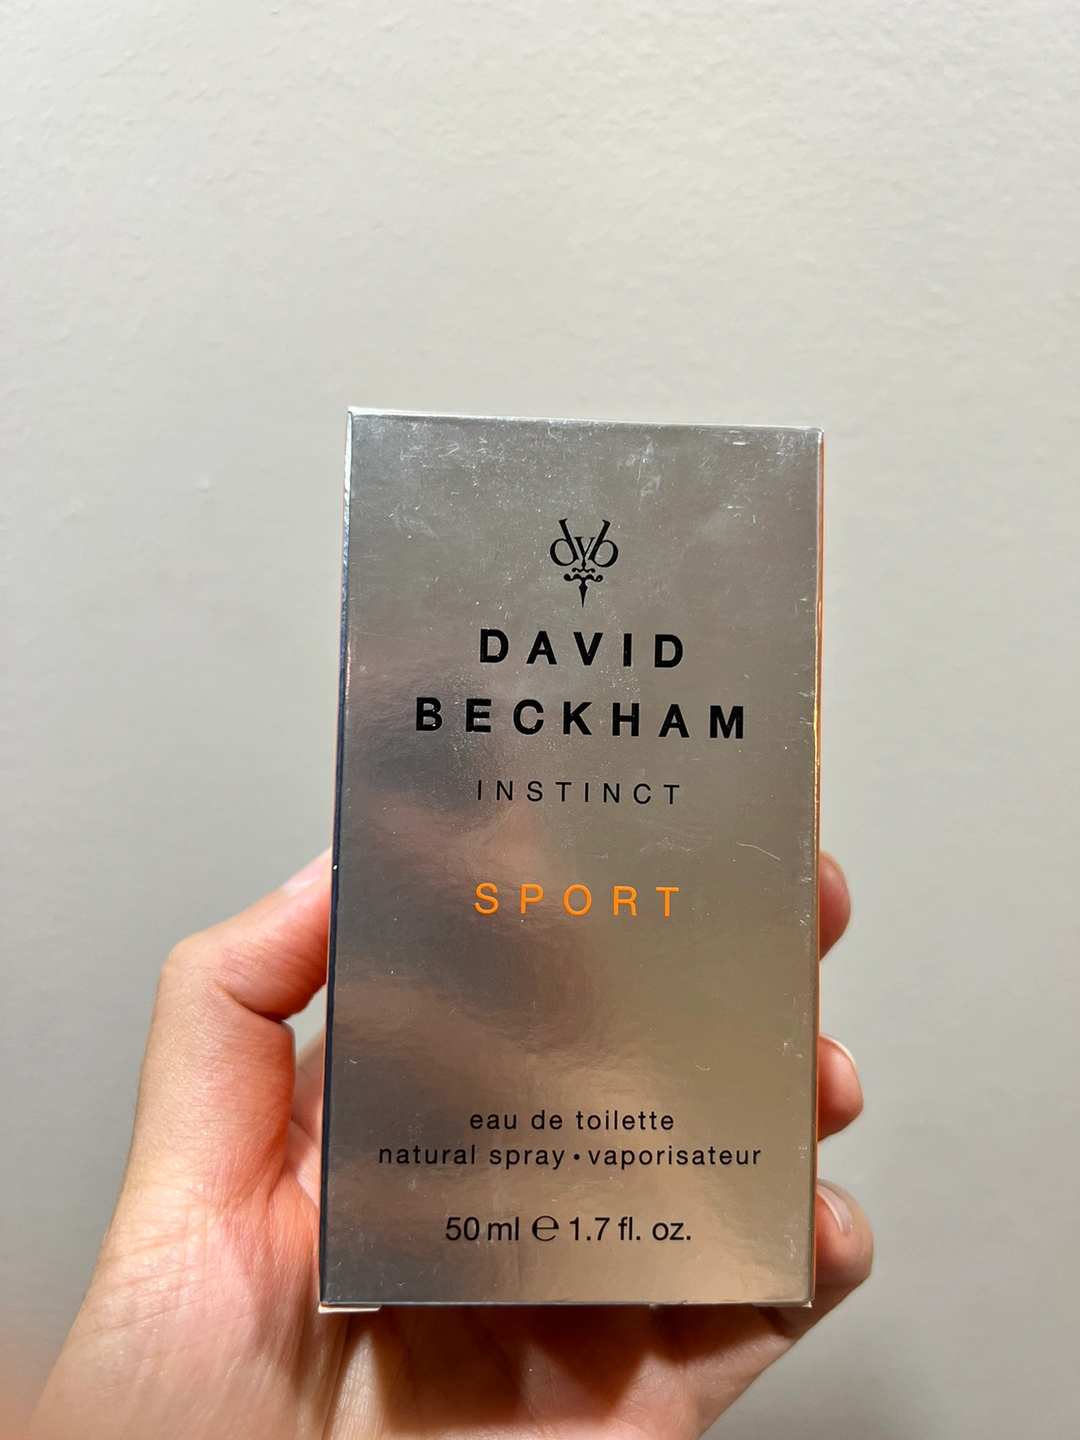 dvb
DAVID
BECKHAM
INSTINCT
SPORT
eau de toilette
natural spray • vaporisateur
50 ml ℮ 1.7 fl. oz.